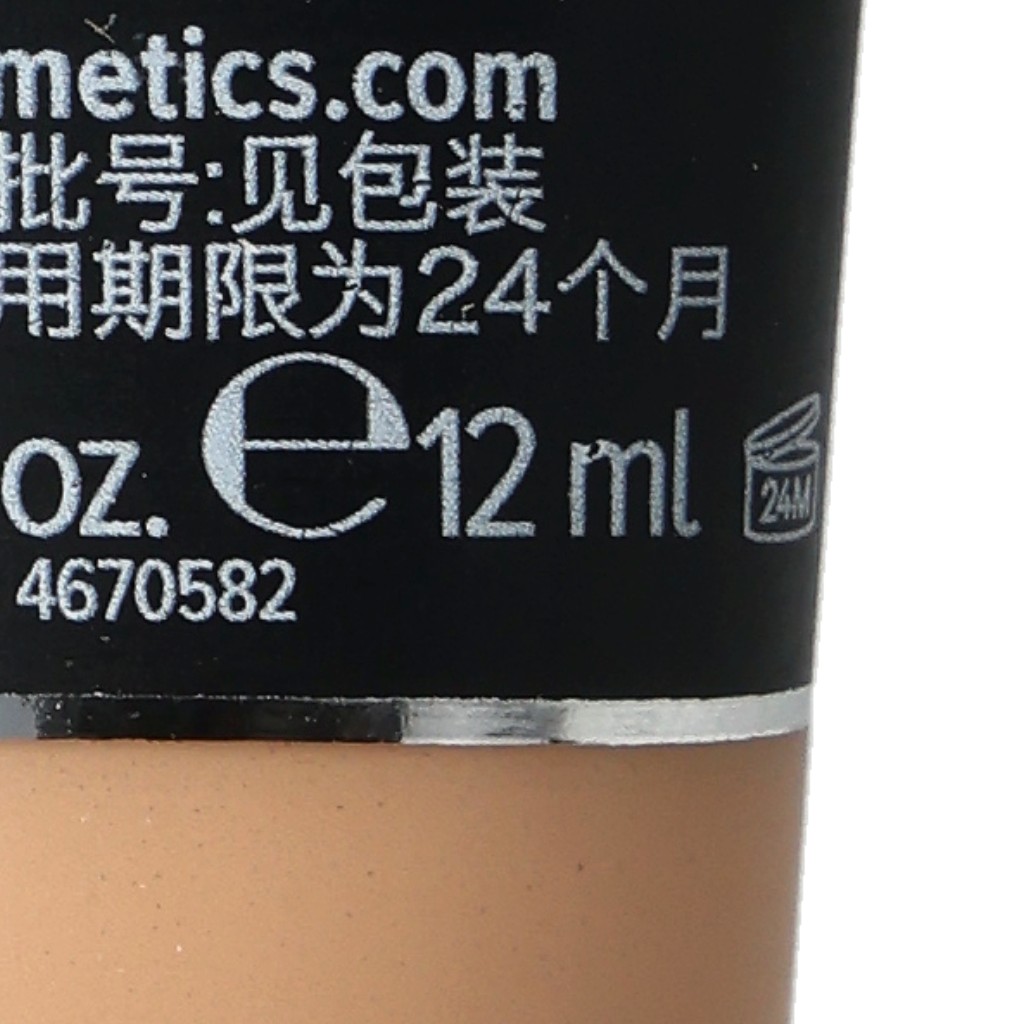 metics.com
批号:见包装
用期限为24个月
oz. e 12 ml 24M
4670582